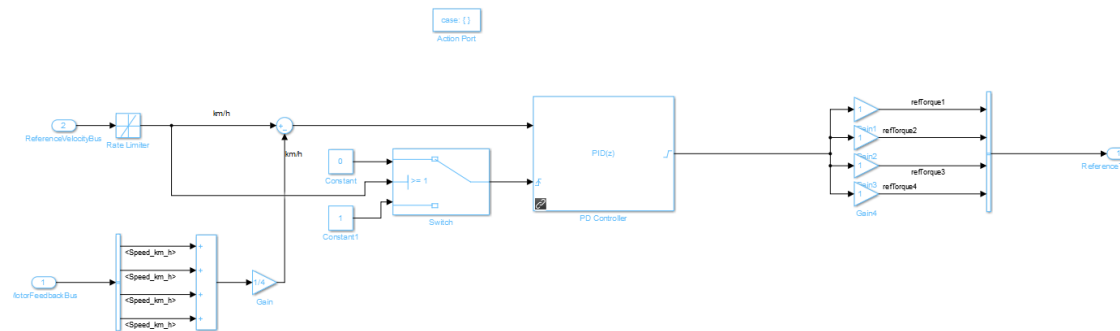 case: { }
Action Port
km/h
refTorque1
2
1
ReferenceVelocityBus
Rate Limiter
km/h
Gain1
1
refTorque2
0
PID(z)
Constant
Gain2
1
>= 1
refTorque3
1
Reference
Gain3
1
refTorque4
1
Switch
PD Controller
Gain4
Constant1
<Speed_km_h>
<Speed_km_h>
1
1/4
otorFeedbackBus
Gain
<Speed_km_h>
<Speed_km_h>